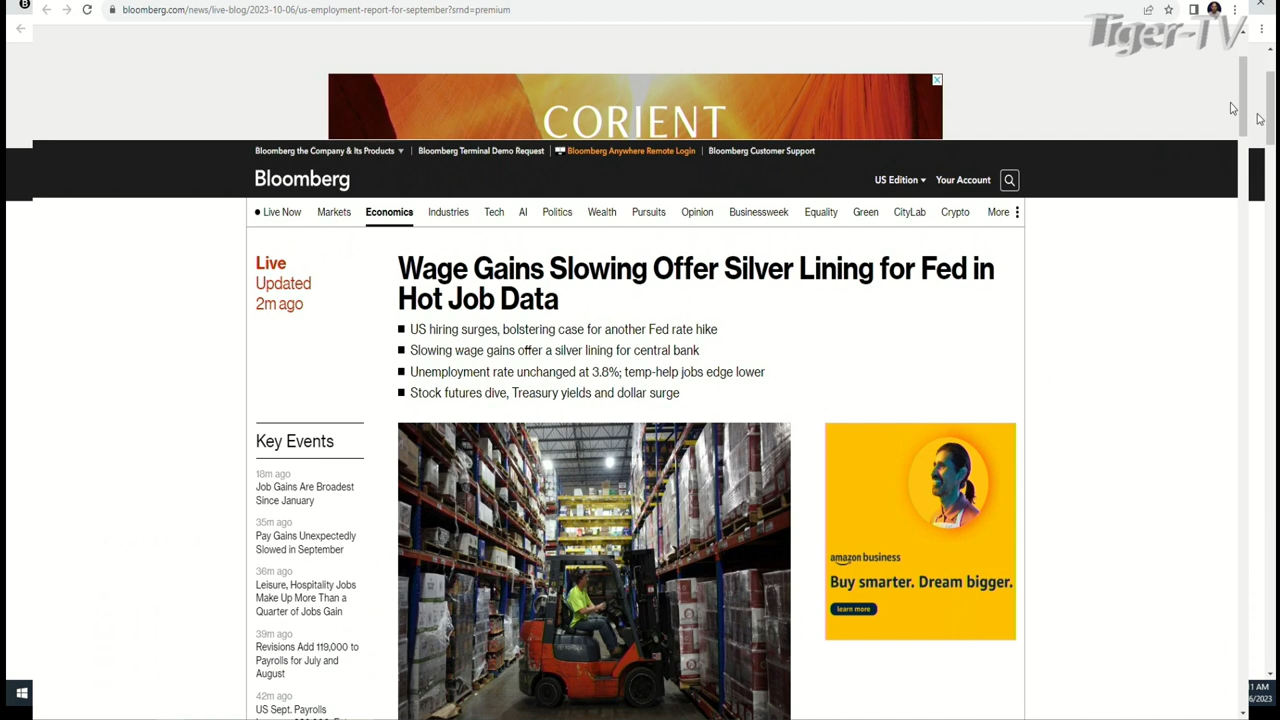 bloomberg.com/news/live-blog/2023-10-06/us-employment-report-for-september?srnd=premium
Tiger-TV
CORIENT
Bloomberg the Company & Its Products
Bloomberg Terminal Demo Request
Bloomberg Anywhere Remote Login
Bloomberg Customer Support
Bloomberg
US Edition
Your Account
Live Now
Markets
Economics
Industries
Tech
AI
Politics
Wealth
Pursuits
Opinion
Businessweek
Equality
Green
CityLab
Crypto
More
Live
Updated
2m ago
Wage Gains Slowing Offer Silver Lining for Fed in
Hot Job Data
US hiring surges, bolstering case for another Fed rate hike
Slowing wage gains offer a silver lining for central bank
Unemployment rate unchanged at 3.8%; temp-help jobs edge lower
Stock futures dive, Treasury yields and dollar surge
Key Events
18m ago
Job Gains Are Broadest
Since January
35m ago
Pay Gains Unexpectedly
Slowed in September
36m ago
Leisure, Hospitality Jobs
Make Up More Than a
Quarter of Jobs Gain
39m ago
Revisions Add 119,000 to
Payrolls for July and
August
42m ago
US Sept. Payrolls
TOYOTA
amazon business
Buy smarter. Dream bigger.
learn more
1 AM
6/2023